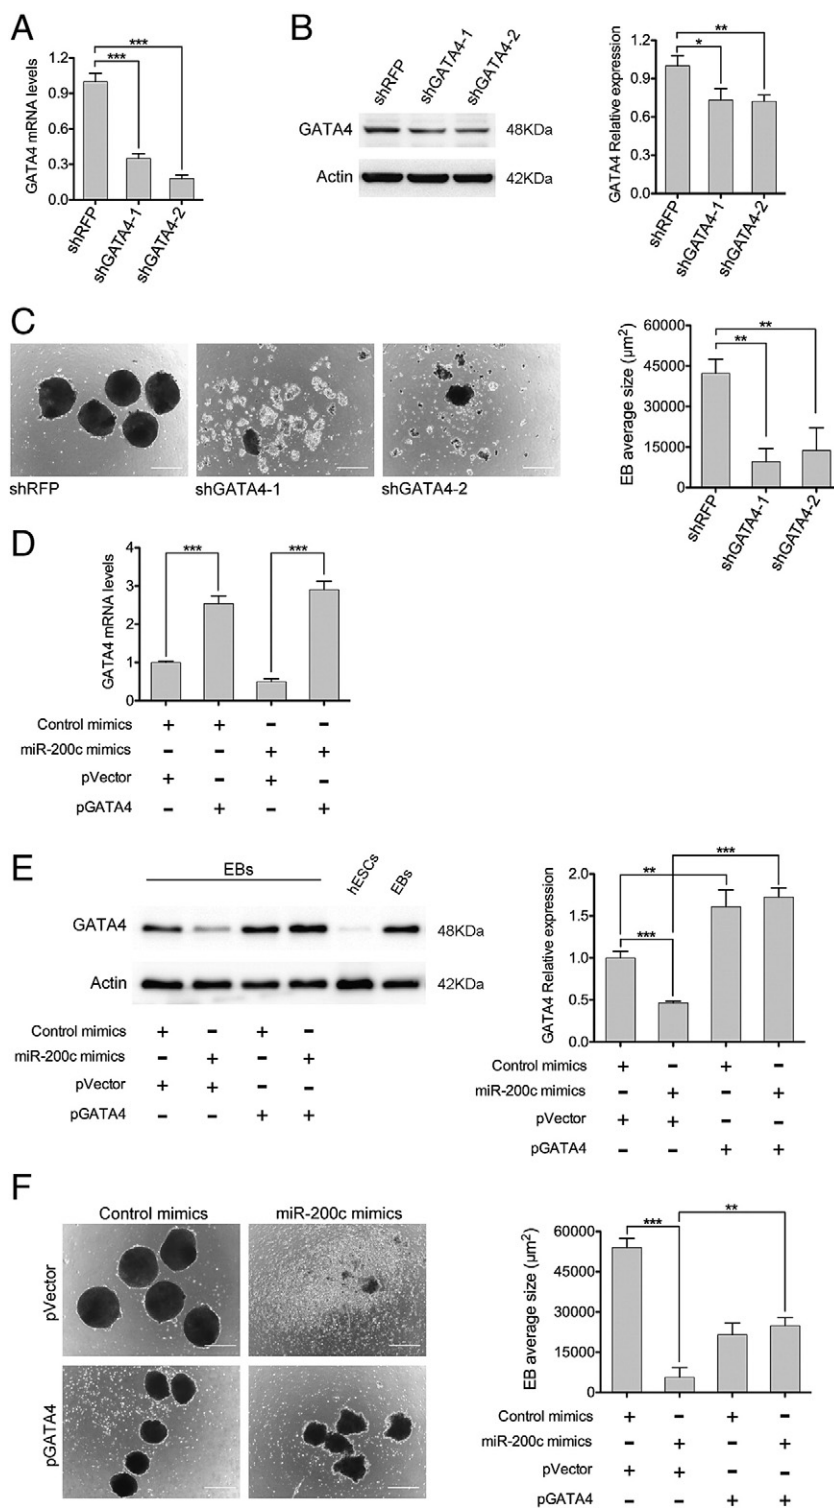 A
GATA4 mRNA levels
1.2
0.9
0.6
0.3
0.0
***
***
shRFP
shGATA4-1
shGATA4-2
B
shRFP
shGATA4-1
shGATA4-2
GATA4
48KDa
Actin
42KDa
GATA4 Relative expression
1.2
0.9
0.6
0.3
0.0
**
*
shRFP
shGATA4-1
shGATA4-2
C
shRFP
shGATA4-1
shGATA4-2
EB average size (µm²)
60000
45000
30000
15000
0
**
**
shRFP
shGATA4-1
shGATA4-2
D
GATA4 mRNA levels
4
3
2
1
0
***
***
Control mimics + + - -
miR-200c mimics - - + +
pVector + - + -
pGATA4 - + - +
E
EBs
hESCs
EBs
GATA4
48KDa
Actin
42KDa
Control mimics + - + -
miR-200c mimics - + - +
pVector + + - -
pGATA4 - - + +
GATA4 Relative expression
2.0
1.5
1.0
0.5
0.0
***
**
***
Control mimics + - + -
miR-200c mimics - + - +
pVector + + - -
pGATA4 - - + +
F
Control mimics
miR-200c mimics
pVector
pGATA4
EB average size (µm²)
60000
45000
30000
15000
0
***
**
Control mimics + - + -
miR-200c mimics - + - +
pVector + + - -
pGATA4 - - + +